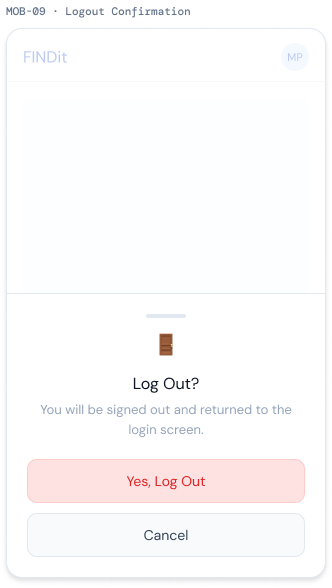 MOB-09 · Logout Confirmation
FINDit
MP
Log Out?
You will be signed out and returned to the
login screen.
Yes, Log Out
Cancel